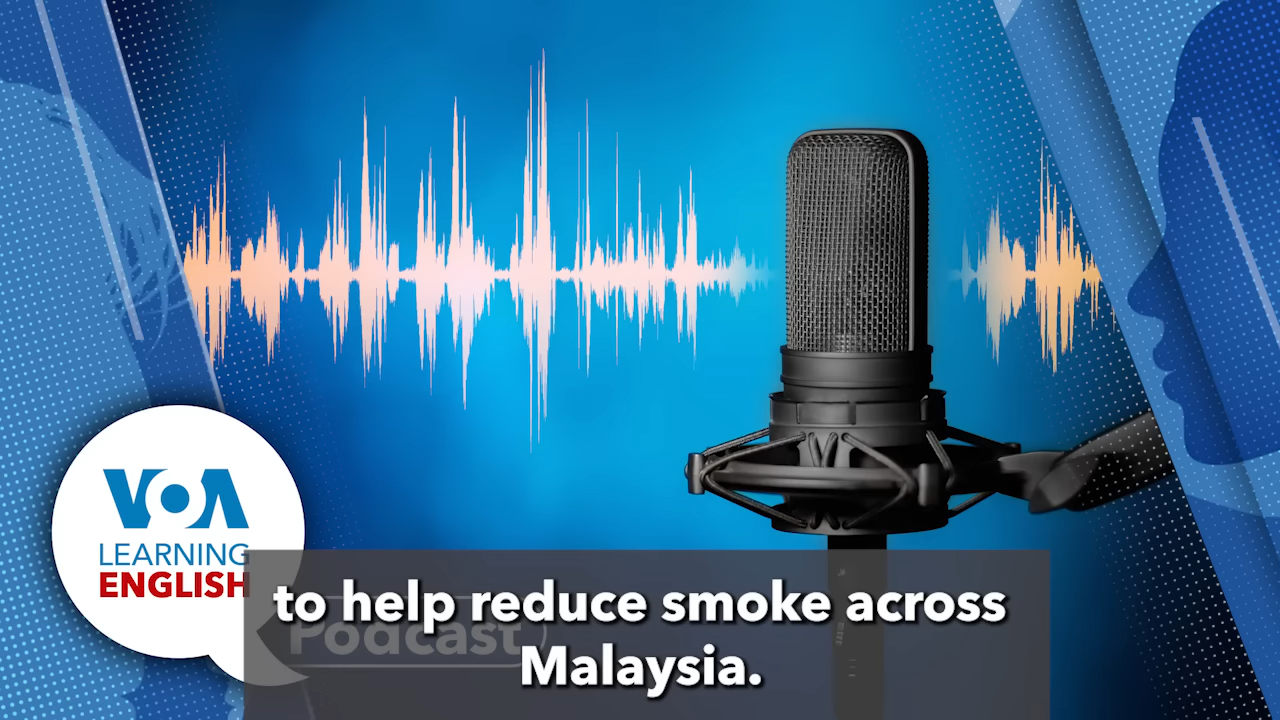 VOA
LEARNING
ENGLISH
Podcast
to help reduce smoke across
Malaysia.